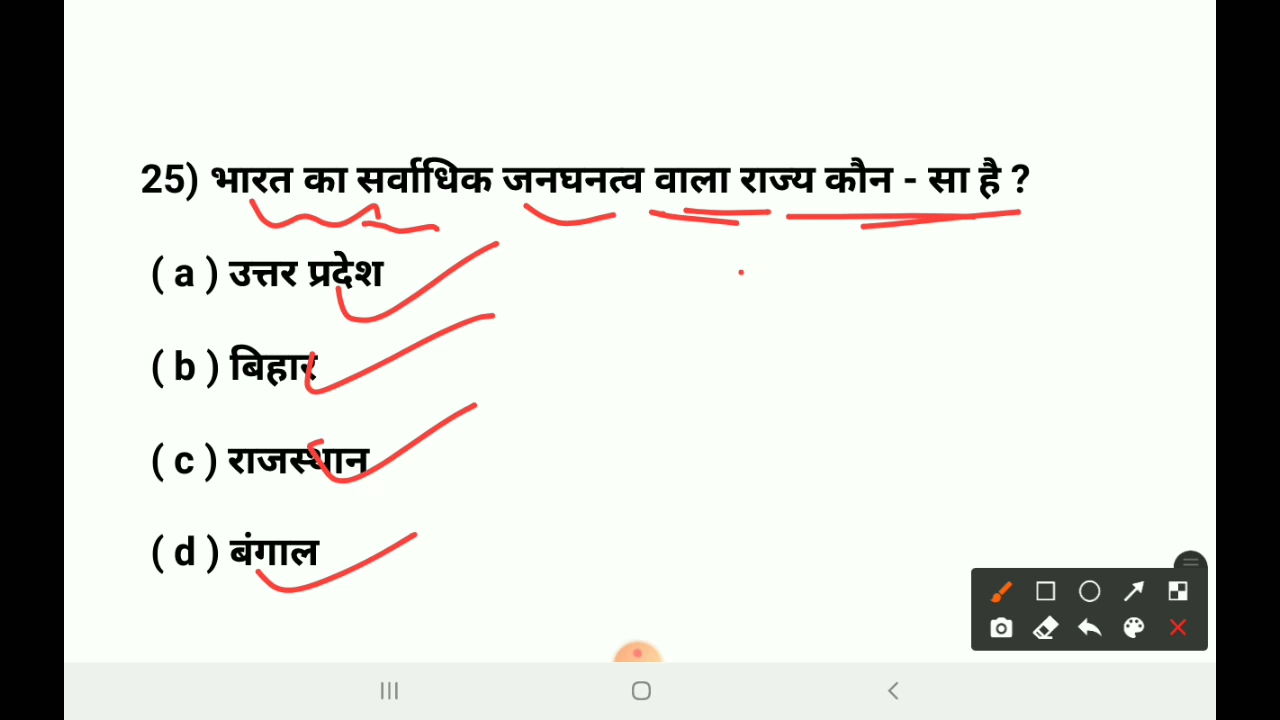 25) भारत का सर्वाधिक जनघनत्व वाला राज्य कौन - सा है ?
( a ) उत्तर प्रदेश
( b ) बिहार
( c ) राजस्थान
( d ) बंगाल